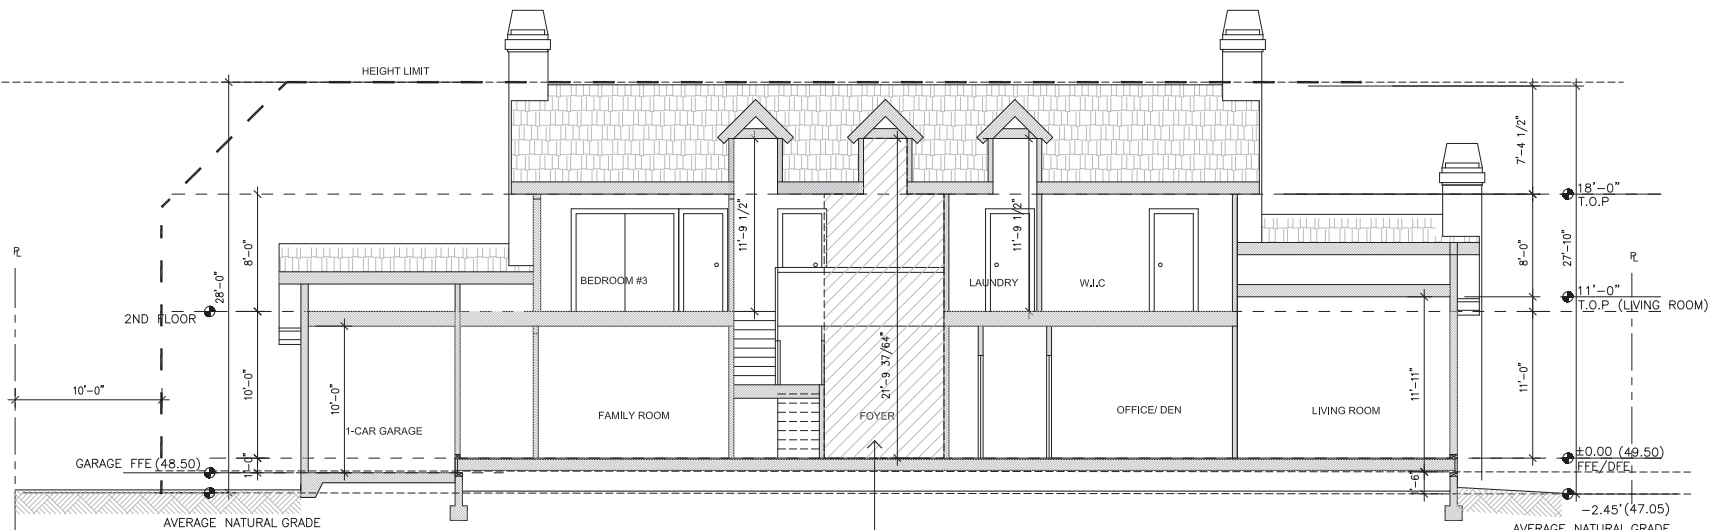 HEIGHT LIMIT
7'-4 1/2"
18'-0"
T.O.P
11'-9 1/2"
11'-9 1/2"
8'-0"
28'-0"
8'-0"
27'-10"
℄
BEDROOM #3
LAUNDRY
W.I.C
11'-0"
T.O.P (LIVING ROOM)
2ND FLOOR
10'-0"
10'-0"
10'-0"
21'-9 37/64"
11'-11"
11'-0"
1-CAR GARAGE
FAMILY ROOM
FOYER
OFFICE/ DEN
LIVING ROOM
GARAGE FFE (48.50)
1'-0"
±0.00 (49.50)
FFE/DFE
-2.45' (47.05)
AVERAGE NATURAL GRADE
AVERAGE NATURAL GRADE